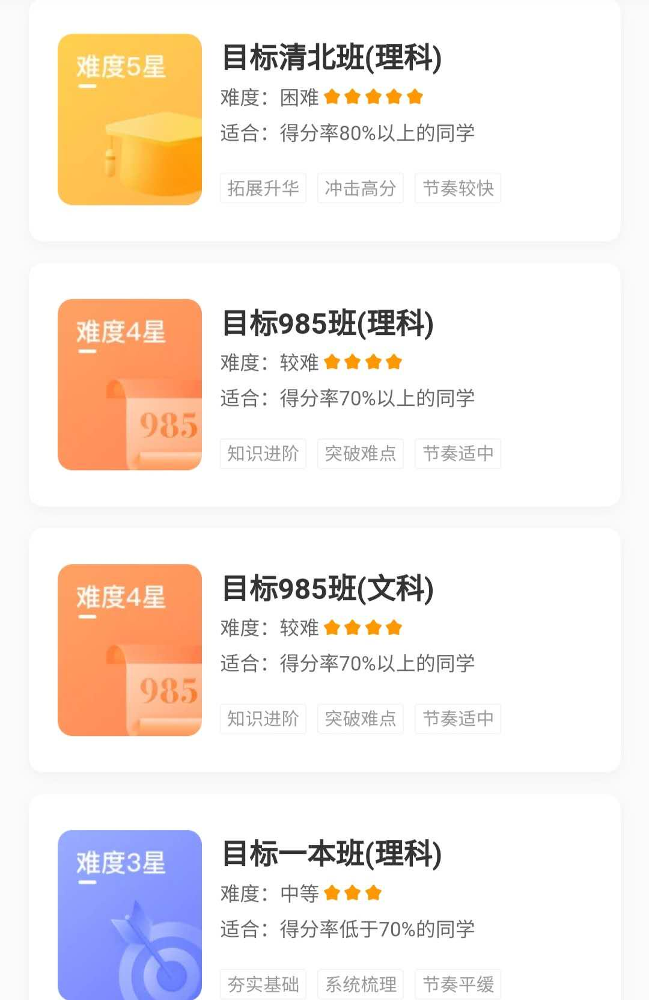 难度5星
目标清北班(理科)
难度：困难
适合：得分率80%以上的同学
拓展升华 冲击高分 节奏较快
难度4星
985
目标985班(理科)
难度：较难
适合：得分率70%以上的同学
知识进阶 突破难点 节奏适中
难度4星
985
目标985班(文科)
难度：较难
适合：得分率70%以上的同学
知识进阶 突破难点 节奏适中
难度3星
目标一本班(理科)
难度：中等
适合：得分率低于70%的同学
夯实基础 系统梳理 节奏平缓